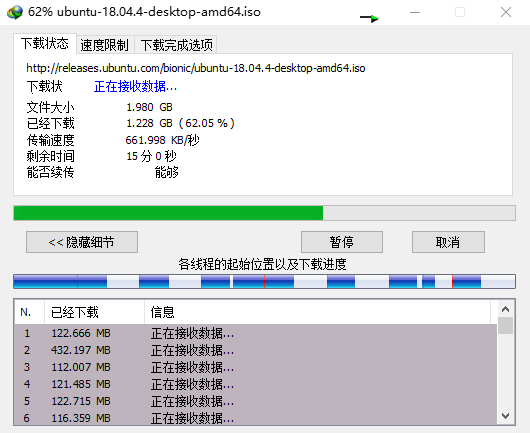 62% ubuntu-18.04.4-desktop-amd64.iso
下载状态 速度限制 下载完成选项
http://releases.ubuntu.com/bionic/ubuntu-18.04.4-desktop-amd64.iso
下载状 正在接收数据...
文件大小 1.980 GB
已经下载 1.228 GB ( 62.05 % )
传输速度 661.998 KB/秒
剩余时间 15 分 0 秒
能否续传 能够
<< 隐藏细节 暂停 取消
各线程的起始位置以及下载进度
N. 已经下载 信息
1 122.666 MB 正在接收数据...
2 432.197 MB 正在接收数据...
3 112.007 MB 正在接收数据...
4 121.485 MB 正在接收数据...
5 122.715 MB 正在接收数据...
6 116.359 MB 正在接收数据...